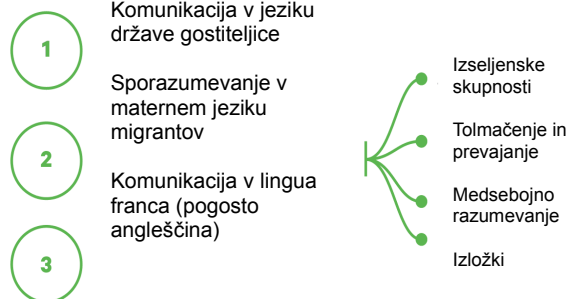 1
Komunikacija v jeziku
države gostiteljice
2
Sporazumevanje v
maternem jeziku
migrantov
3
Komunikacija v lingua
franca (pogosto
angleščina)
Izseljenske
skupnosti
Tolmačenje in
prevajanje
Medsebojno
razumevanje
Izložki